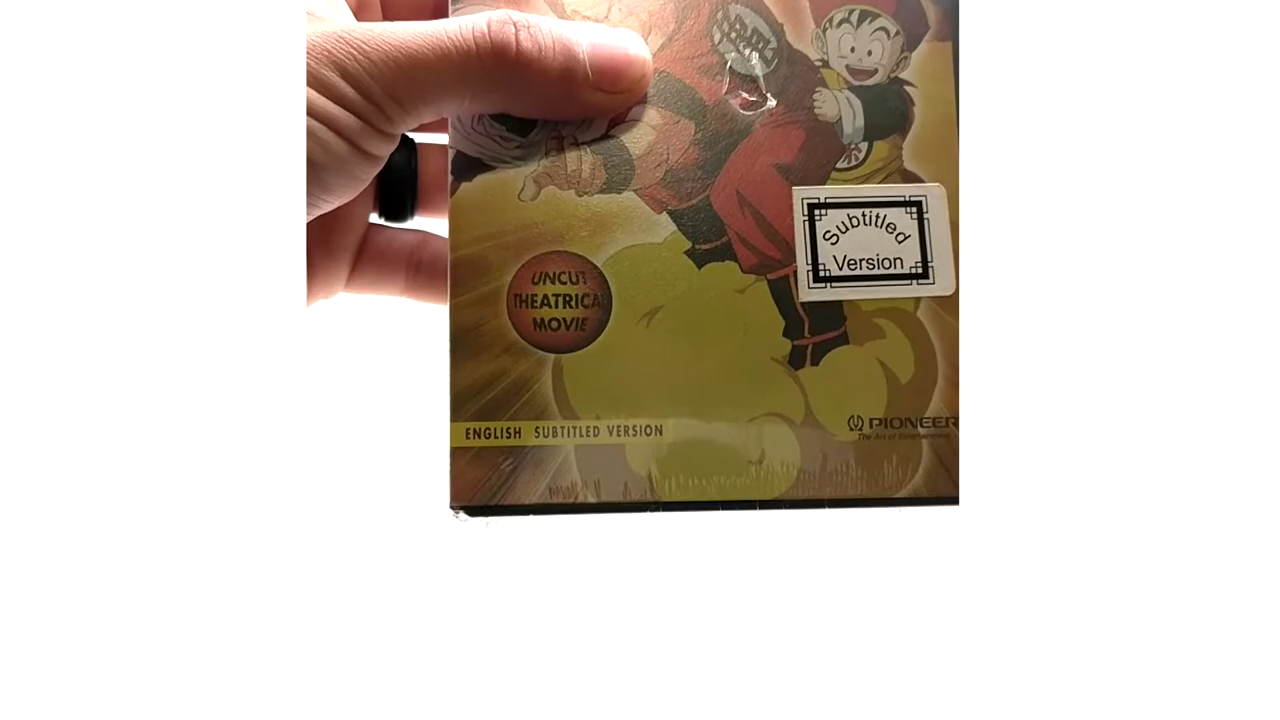 Subtitled
Version
UNCUT
THEATRICAL
MOVIE
ENGLISH SUBTITLED VERSION
PIONEER
The Art of Entertainment